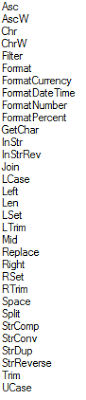 Asc
AscW
Chr
ChrW
Filter
Format
FormatCurrency
FormatDateTime
FormatNumber
FormatPercent
GetChar
InStr
InStrRev
Join
LCase
Left
Len
LSet
LTrim
Mid
Replace
Right
RSet
RTrim
Space
Split
StrComp
StrConv
StrDup
StrReverse
Trim
UCase